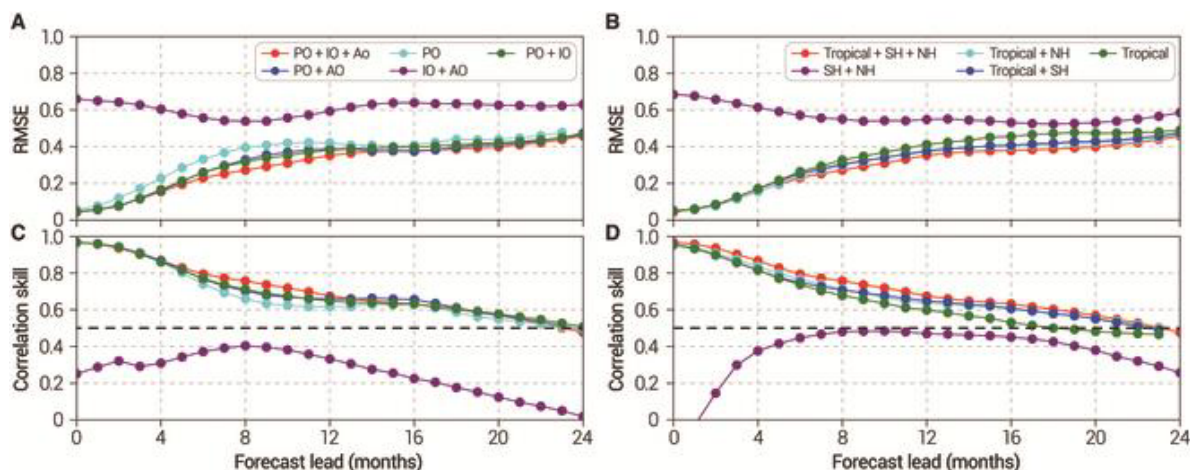 A
B
1.0
0.8
0.6
0.4
0.2
0
RMSE
PO + IO + Ao
PO
PO + IO
PO + AO
IO + AO
1.0
0.8
0.6
0.4
0.2
0
RMSE
Tropical + SH + NH
Tropical + NH
Tropical
SH + NH
Tropical + SH
C
D
1.0
0.8
0.6
0.4
0.2
0
Correlation skill
0 4 8 12 16 20 24
Forecast lead (months)
1.0
0.8
0.6
0.4
0.2
0
Correlation skill
0 4 8 12 16 20 24
Forecast lead (months)